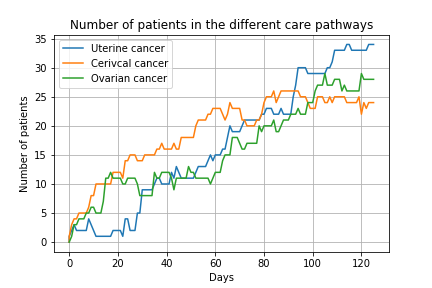 Number of patients in the different care pathways
Uterine cancer
Cerivcal cancer
Ovarian cancer
Number of patients
35
30
25
20
15
10
5
0
0 20 40 60 80 100 120
Days